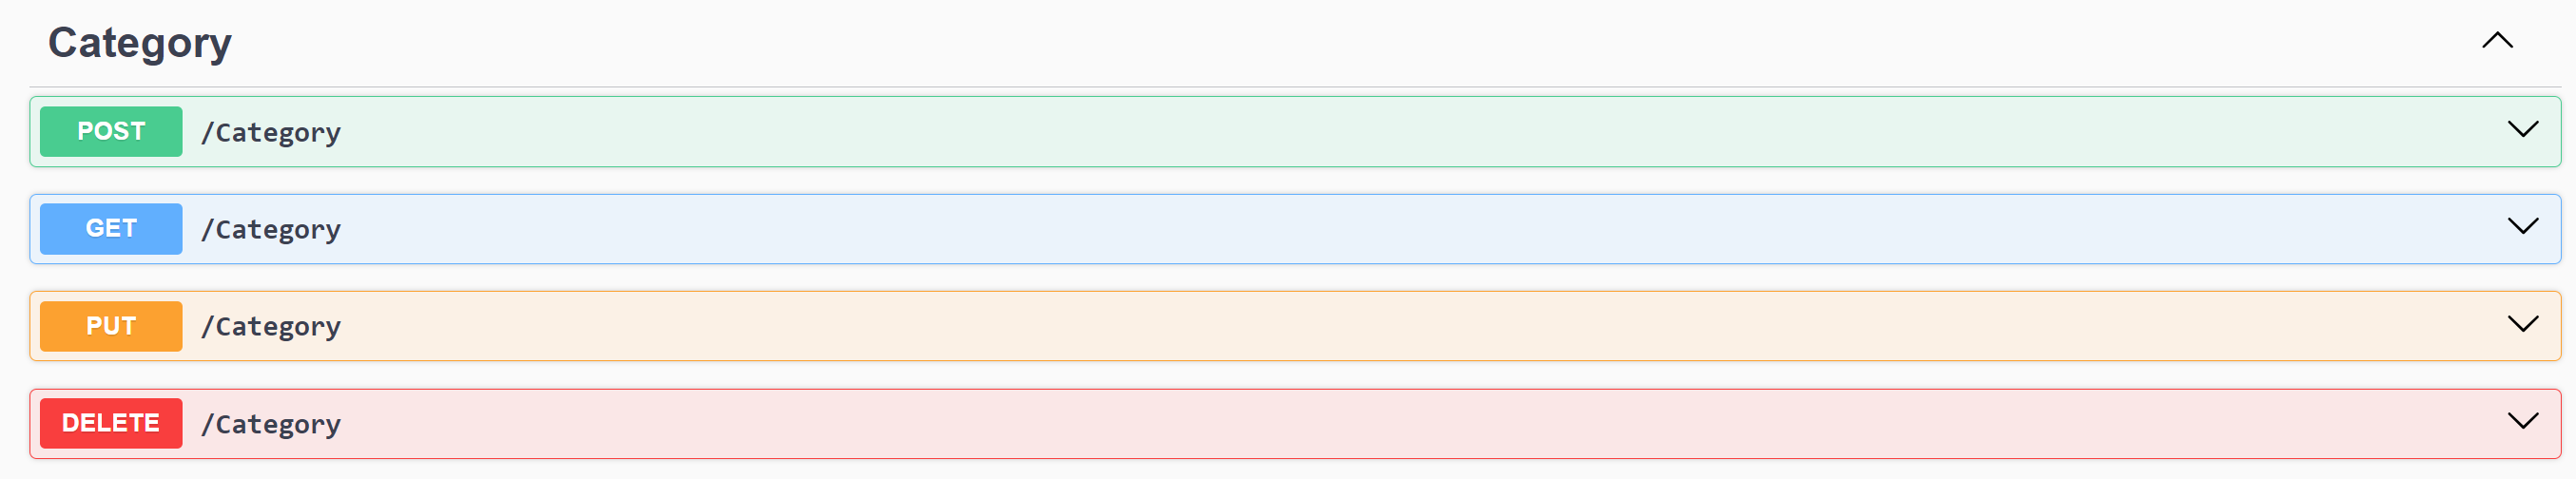 Category
POST /Category
GET /Category
PUT /Category
DELETE /Category